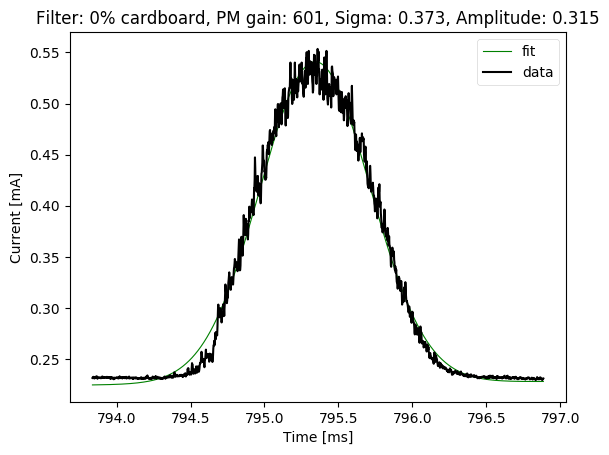 Filter: 0% cardboard, PM gain: 601, Sigma: 0.373, Amplitude: 0.315
fit
data
0.55
0.50
0.45
0.40
0.35
0.30
0.25
Current [mA]
794.0 794.5 795.0 795.5 796.0 796.5 797.0
Time [ms]